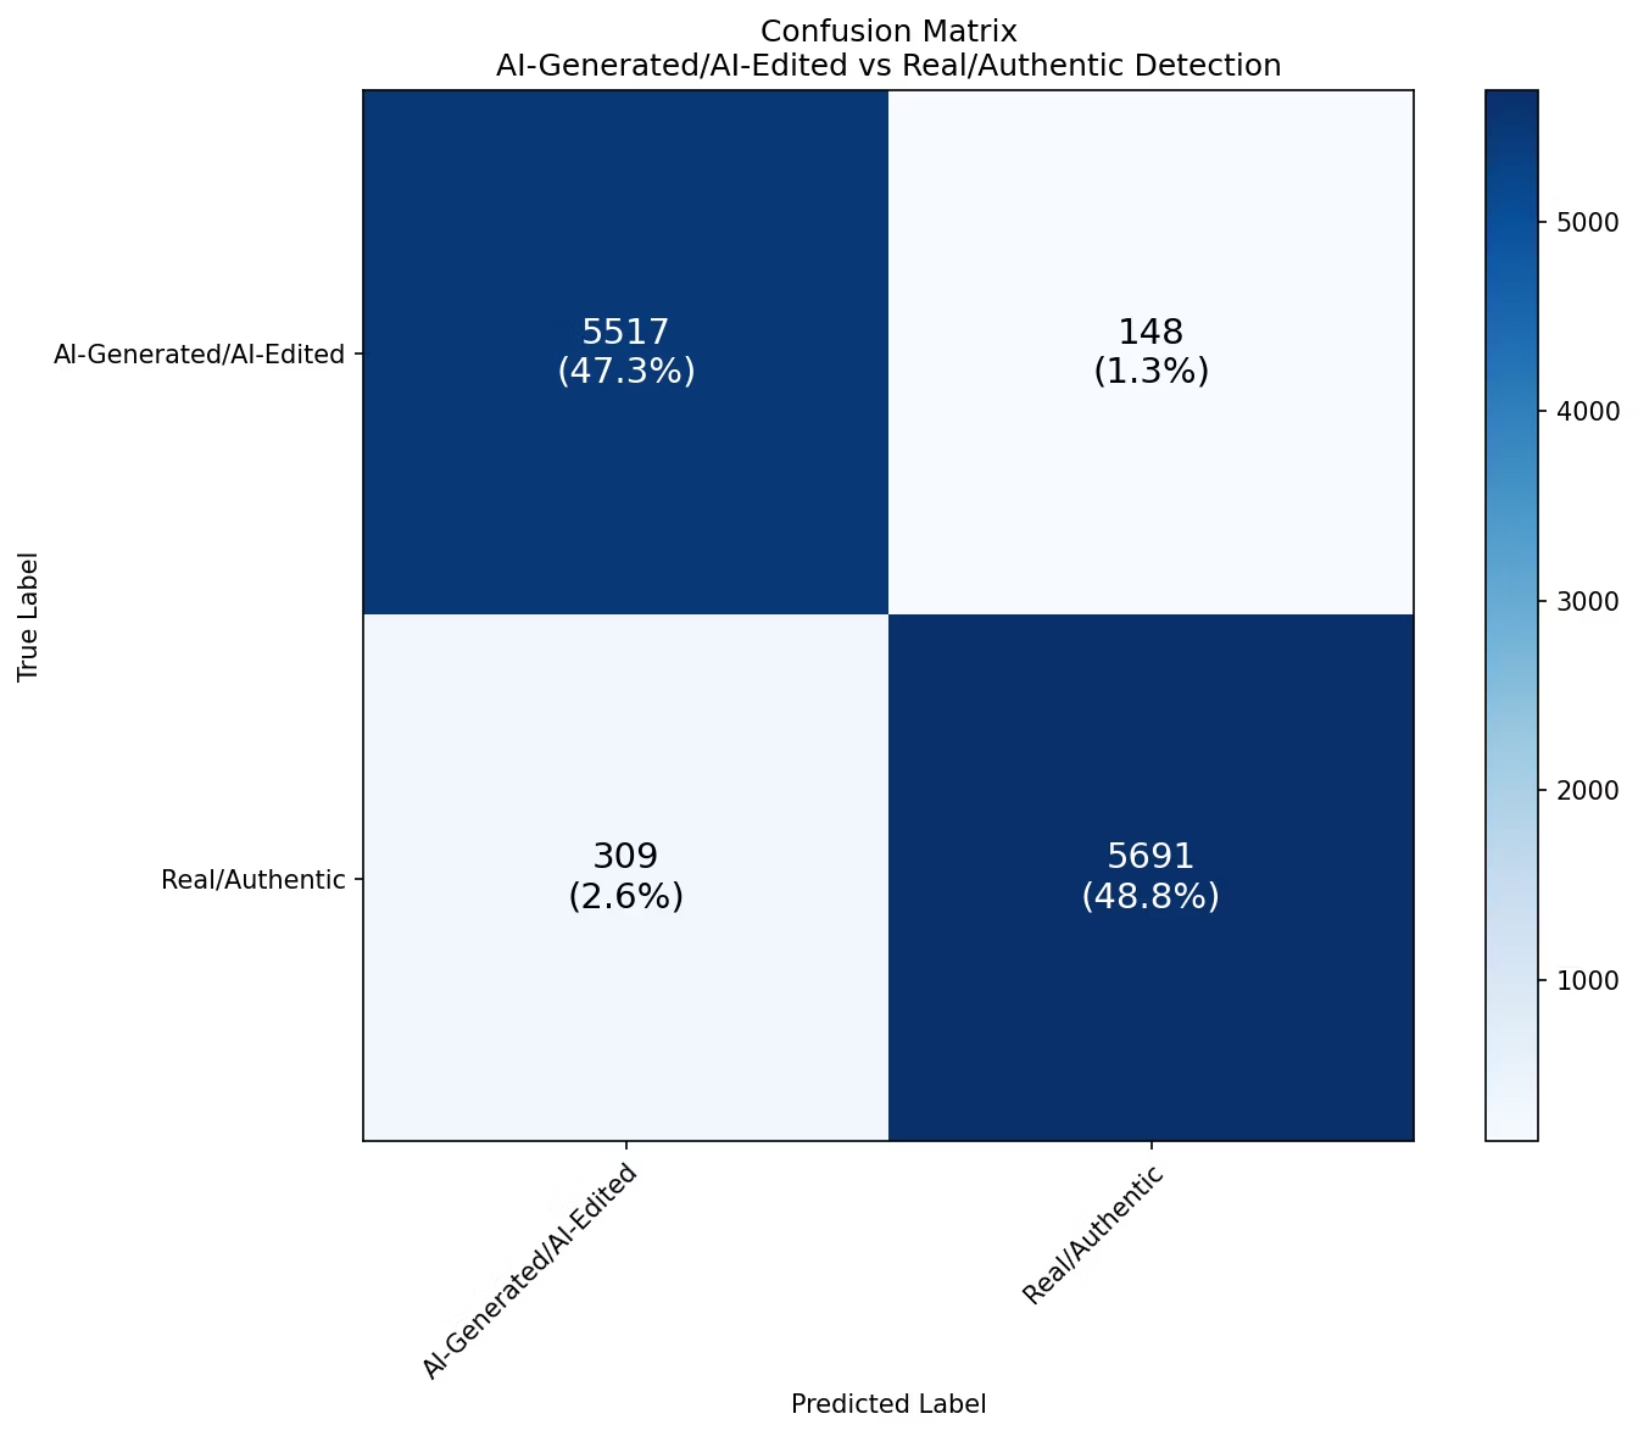 Confusion Matrix
AI-Generated/AI-Edited vs Real/Authentic Detection
True Label
AI-Generated/AI-Edited
5517
(47.3%)
148
(1.3%)
Real/Authentic
309
(2.6%)
5691
(48.8%)
5000
4000
3000
2000
1000
AI-Generated/AI-Edited
Real/Authentic
Predicted Label